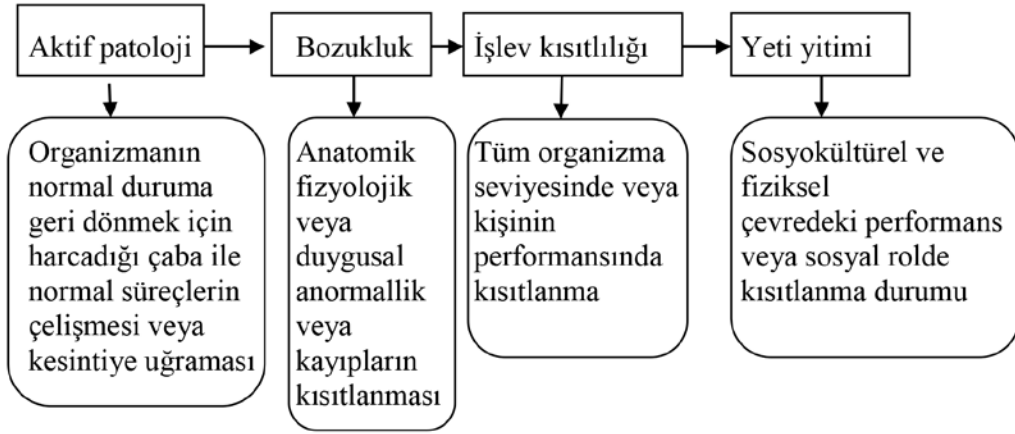 Aktif patoloji
Bozukluk
İşlev kısıtlılığı
Yeti yitimi
Organizmanın
normal duruma
geri dönmek için
harcadığı çaba ile
normal süreçlerin
çelişmesi veya
kesintiye uğraması
Anatomik
fizyolojik
veya
duygusal
anormallik
veya
kayıpların
kısıtlanması
Tüm organizma
seviyesinde veya
kişinin
performansında
kısıtlanma
Sosyokültürel ve
fiziksel
çevredeki performans
veya sosyal rolde
kısıtlanma durumu